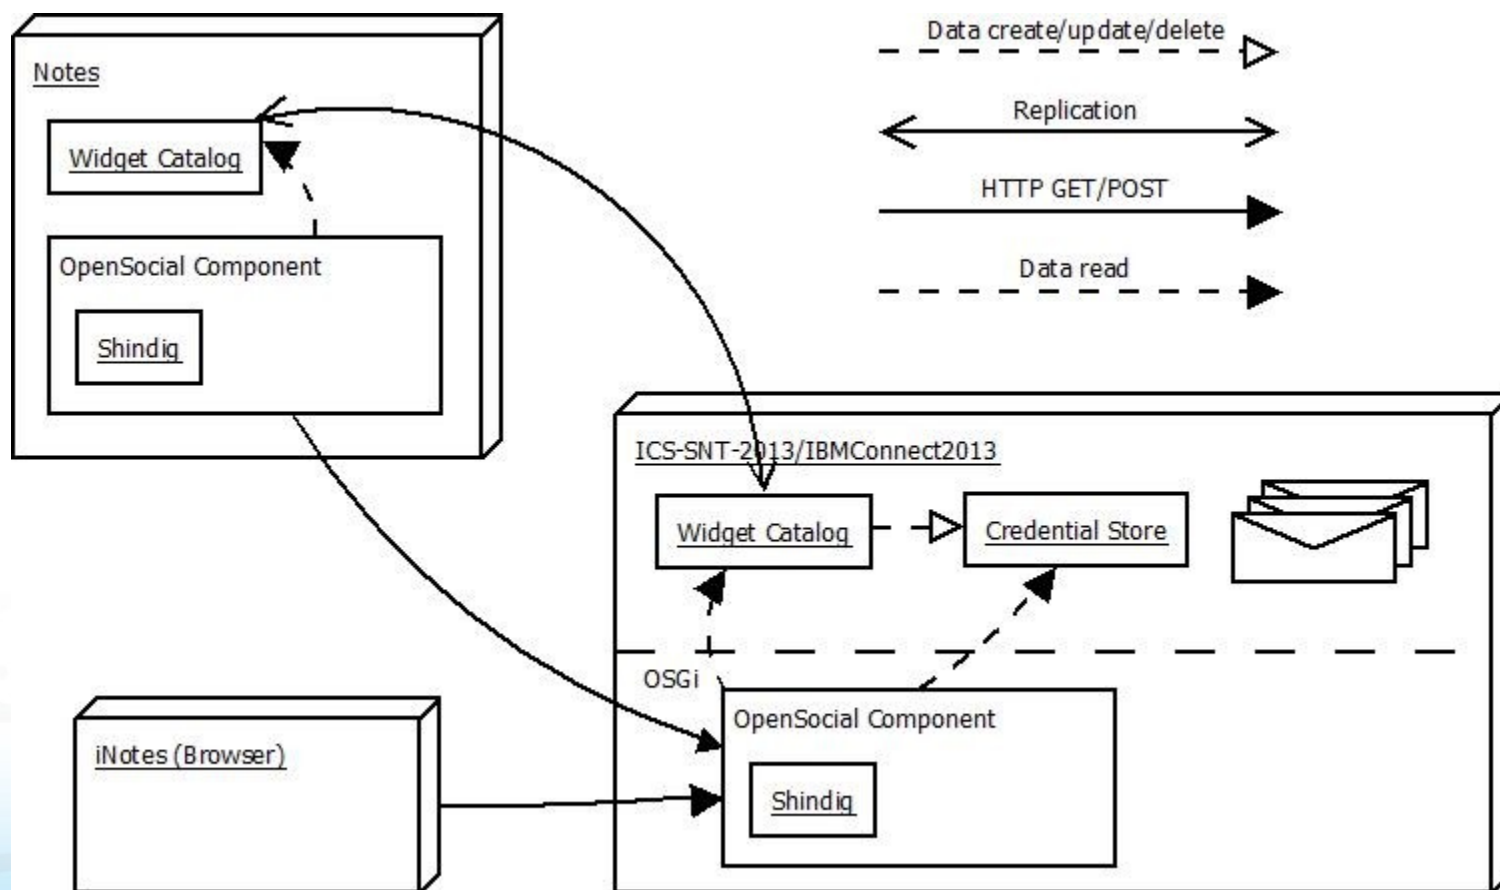 Notes
Widget Catalog
OpenSocial Component
Shindig
Data create/update/delete
Replication
HTTP GET/POST
Data read
ICS-SNT-2013/IBMConnect2013
Widget Catalog
Credential Store
OSGi
OpenSocial Component
Shindig
iNotes (Browser)